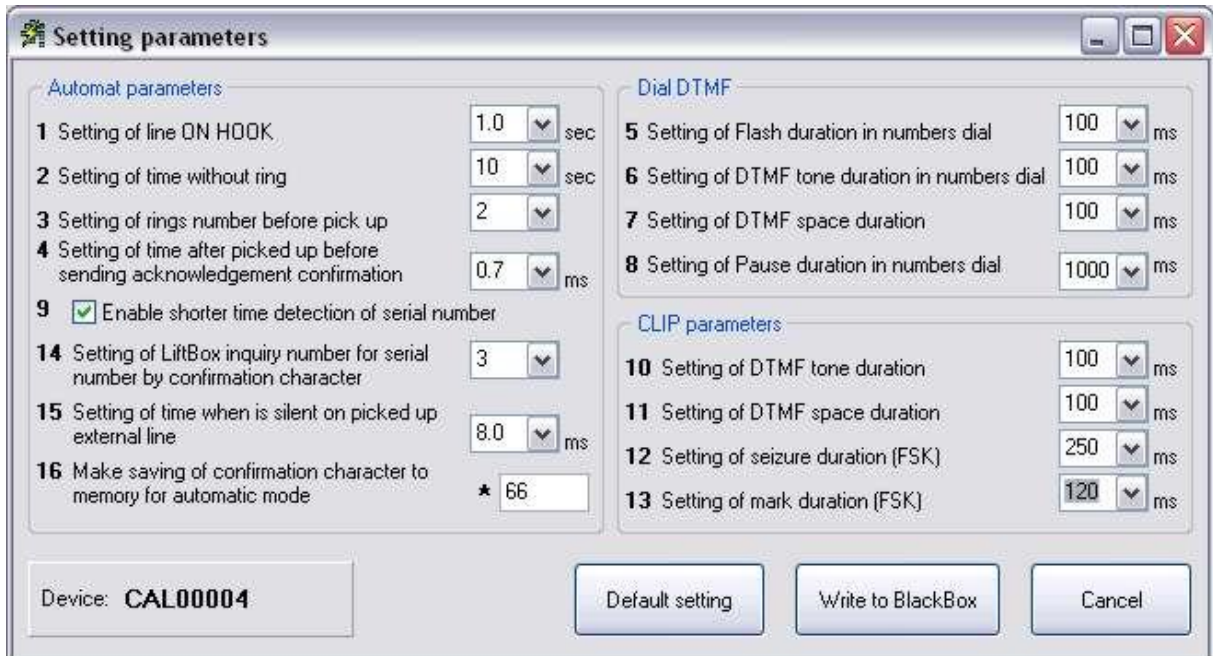 Setting parameters
Automat parameters
1 Setting of line ON HOOK 1.0 sec
2 Setting of time without ring 10 sec
3 Setting of rings number before pick up 2
4 Setting of time after picked up before
sending acknowledgement confirmation 0.7 ms
9 Enable shorter time detection of serial number
14 Setting of LiftBox inquiry number for serial
number by confirmation character 3
15 Setting of time when is silent on picked up
external line 8.0 ms
16 Make saving of confirmation character to
memory for automatic mode * 66
Dial DTMF
5 Setting of Flash duration in numbers dial 100 ms
6 Setting of DTMF tone duration in numbers dial 100 ms
7 Setting of DTMF space duration 100 ms
8 Setting of Pause duration in numbers dial 1000 ms
CLIP parameters
10 Setting of DTMF tone duration 100 ms
11 Setting of DTMF space duration 100 ms
12 Setting of seizure duration (FSK) 250 ms
13 Setting of mark duration (FSK) 120 ms
Device: CAL00004
Default setting
Write to BlackBox
Cancel